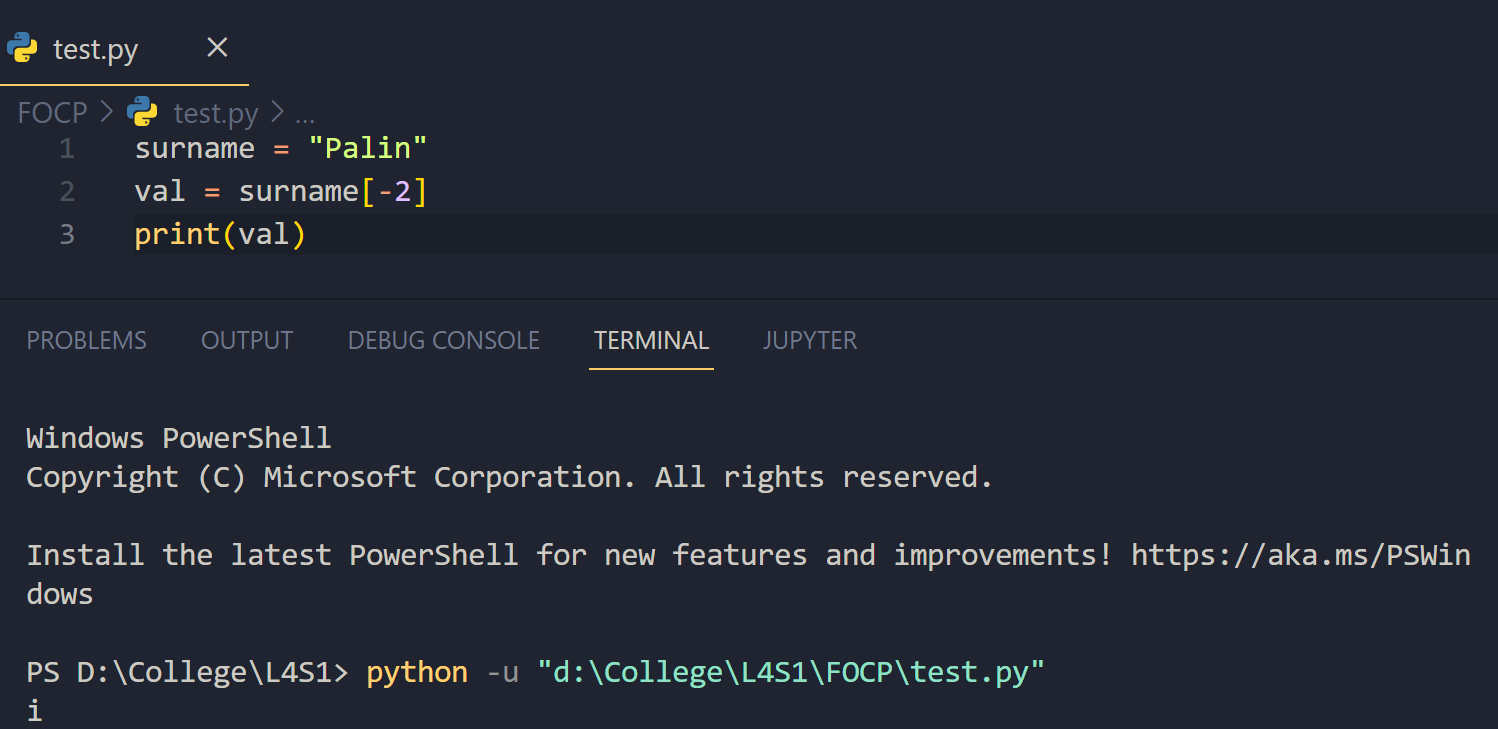 test.py
FOCP > test.py > ...
1 surname = "Palin"
2 val = surname[-2]
3 print(val)
PROBLEMS OUTPUT DEBUG CONSOLE TERMINAL JUPYTER
Windows PowerShell
Copyright (C) Microsoft Corporation. All rights reserved.
Install the latest PowerShell for new features and improvements! https://aka.ms/PSWin
dows
PS D:\College\L4S1> python -u "d:\College\L4S1\FOCP\test.py"
i